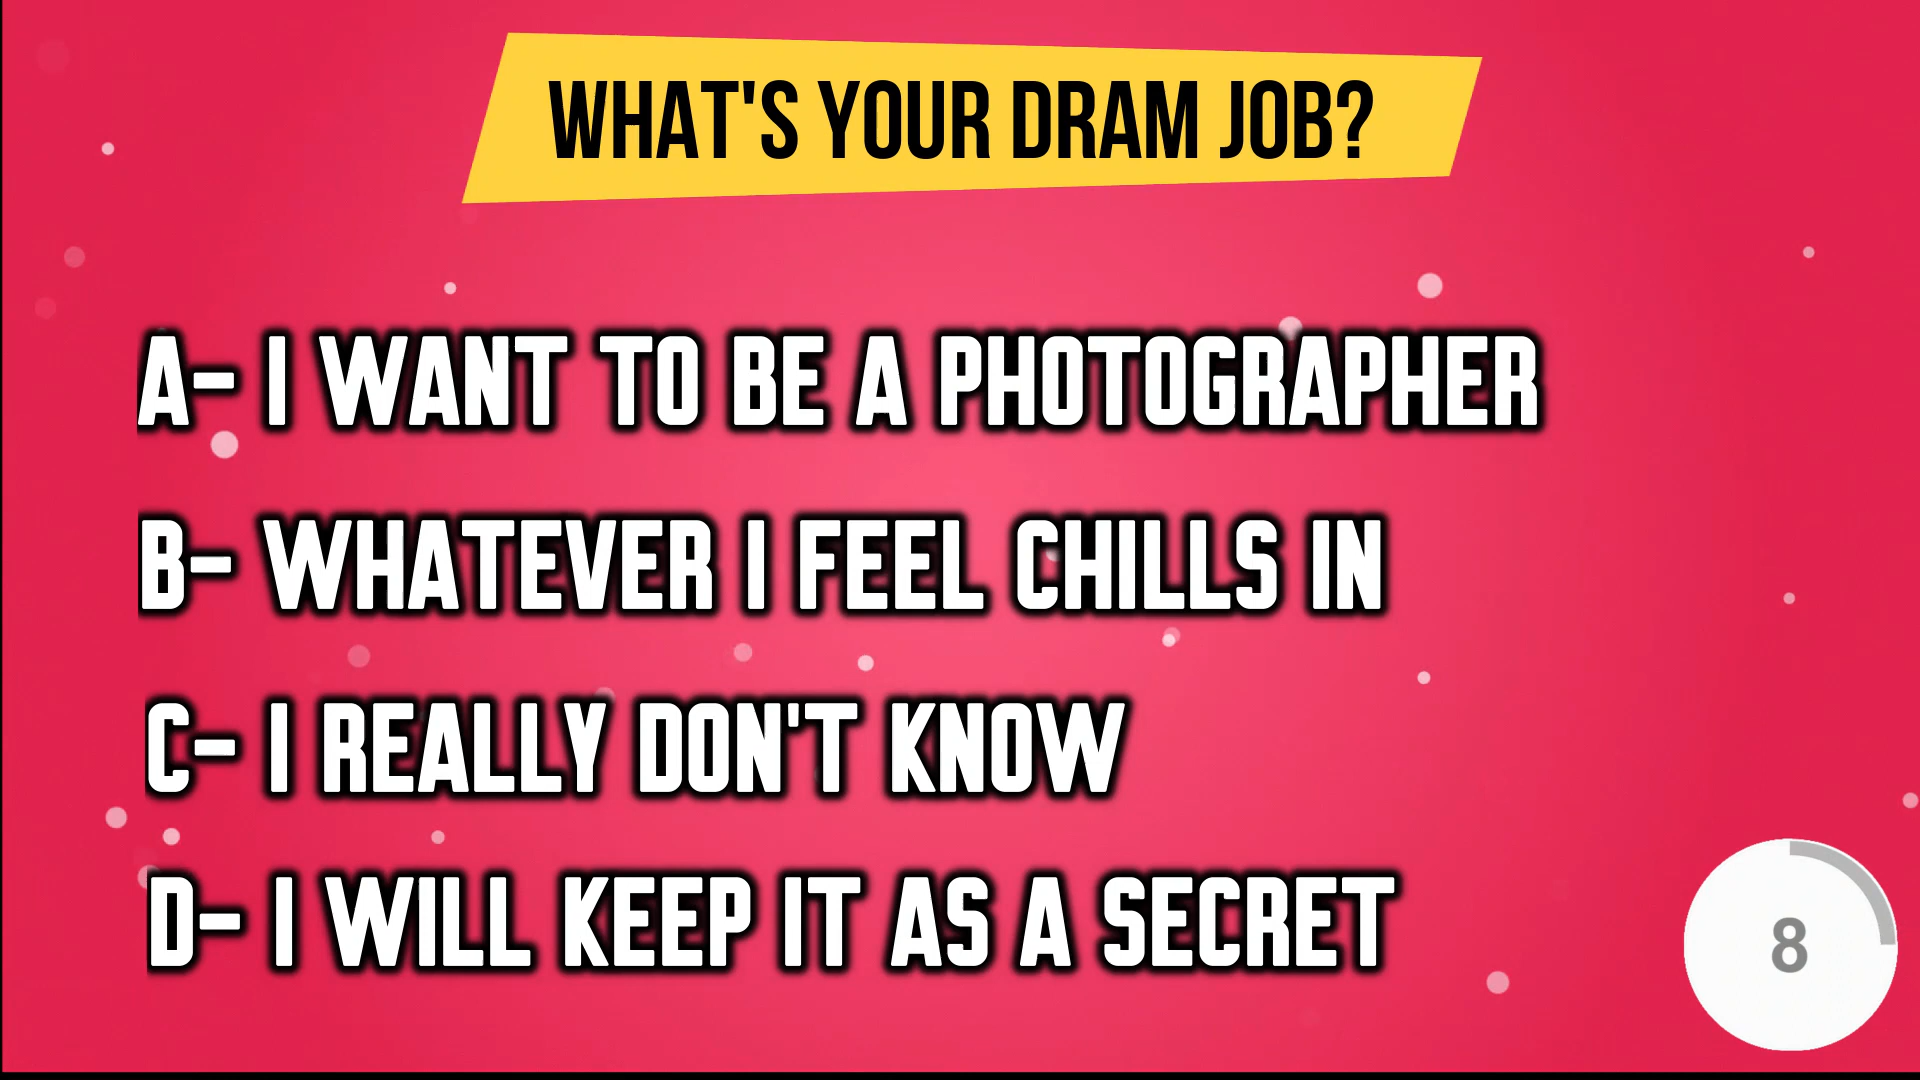 WHAT'S YOUR DRAM JOB?
A- I WANT TO BE A PHOTOGRAPHER
B- WHATEVER I FEEL CHILLS IN
C- I REALLY DON'T KNOW
D- I WILL KEEP IT AS A SECRET
8